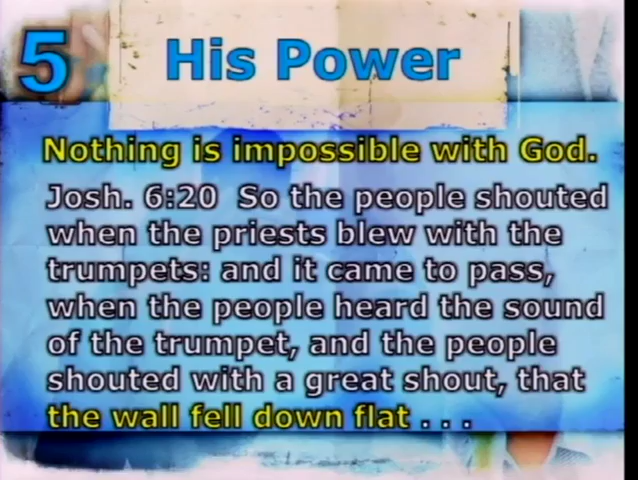 5 His Power
Nothing is impossible with God.
Josh. 6:20 So the people shouted
when the priests blew with the
trumpets: and it came to pass,
when the people heard the sound
of the trumpet, and the people
shouted with a great shout, that
the wall fell down flat . . .